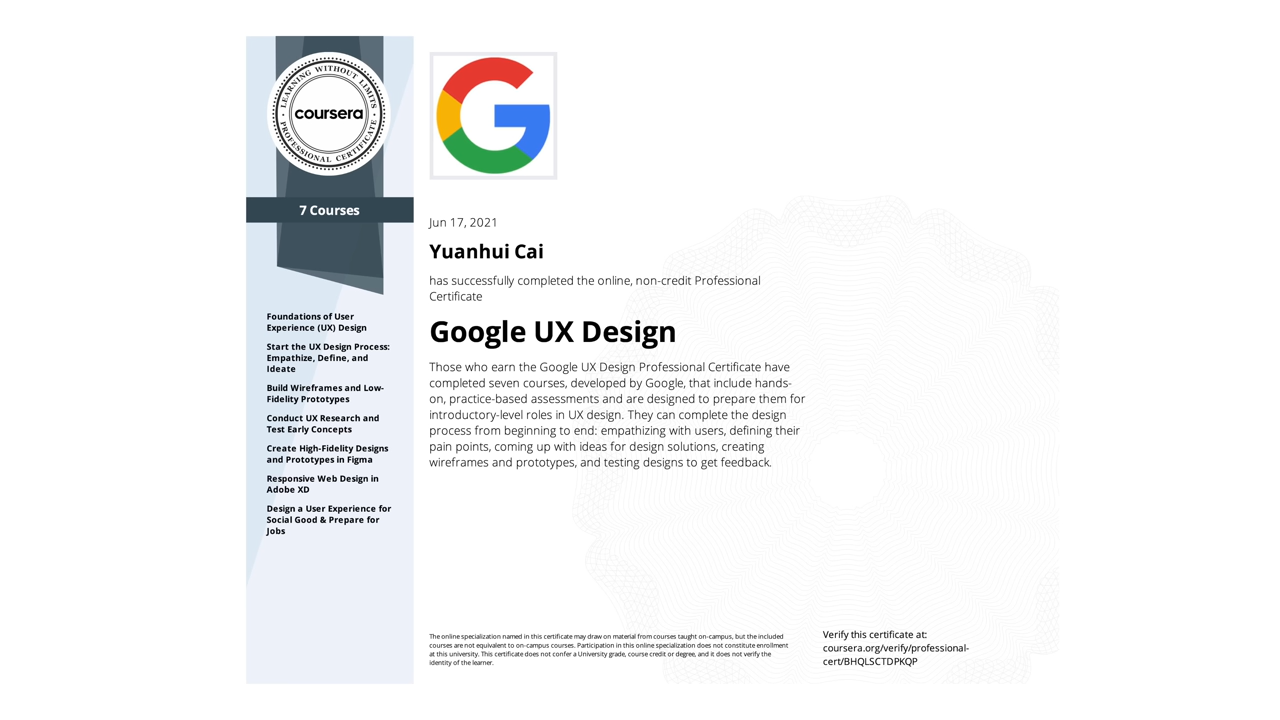 LEARNING WITHOUT LIMITS
coursera
PROFESSIONAL CERTIFICATE
7 Courses
Foundations of User
Experience (UX) Design
Start the UX Design Process:
Empathize, Define, and
Ideate
Build Wireframes and Low-
Fidelity Prototypes
Conduct UX Research and
Test Early Concepts
Create High-Fidelity Designs
and Prototypes in Figma
Responsive Web Design in
Adobe XD
Design a User Experience for
Social Good & Prepare for
Jobs
G
Jun 17, 2021
Yuanhui Cai
has successfully completed the online, non-credit Professional
Certificate
Google UX Design
Those who earn the Google UX Design Professional Certificate have
completed seven courses, developed by Google, that include hands-
on, practice-based assessments and are designed to prepare them for
introductory-level roles in UX design. They can complete the design
process from beginning to end: empathizing with users, defining their
pain points, coming up with ideas for design solutions, creating
wireframes and prototypes, and testing designs to get feedback.
The online specialization named in this certificate may draw on material from courses taught on-campus, but the included
courses are not equivalent to on-campus courses. Participation in this online specialization does not constitute enrollment
at this university. This certificate does not confer a University grade, course credit or degree, and it does not verify the
identity of the learner.
Verify this certificate at:
coursera.org/verify/professional-
cert/BHQLSCTDPKQP